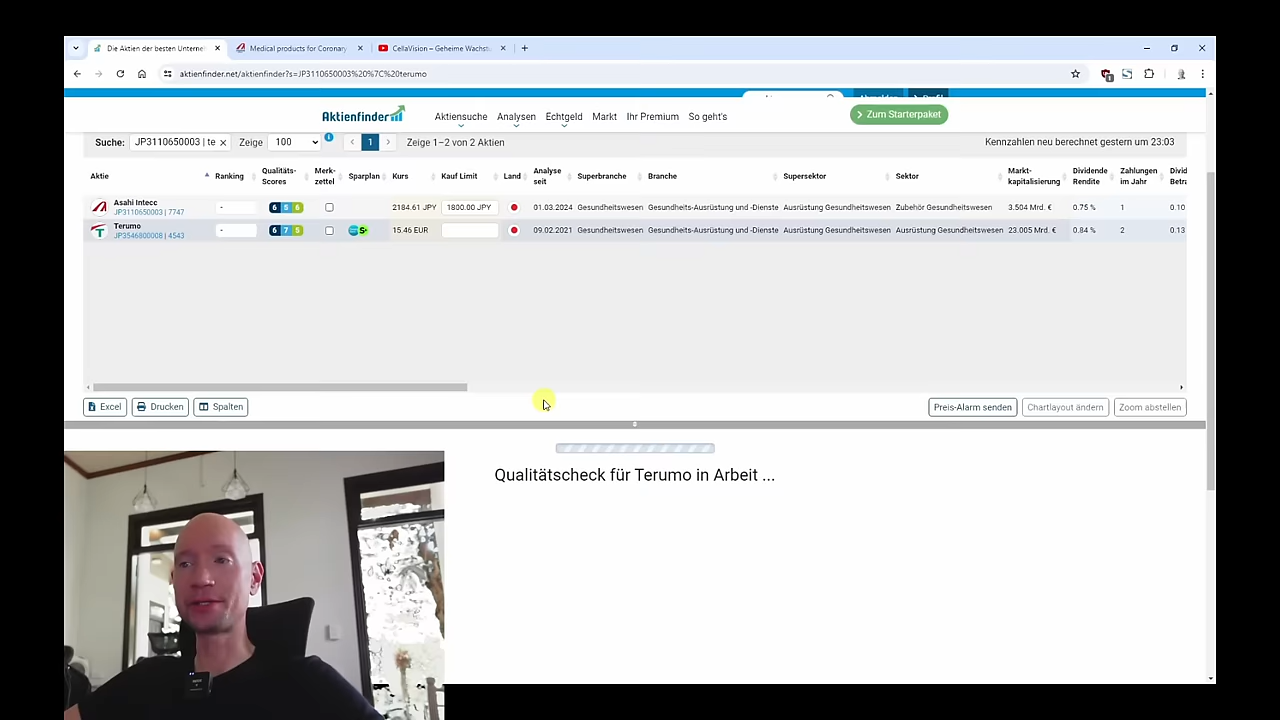 Die Aktien der besten Unterne
Medical products for Coronary
CellaVision – Geheime Wachst
aktienfinder.net/aktienfinder?s=JP3110650003%20%7C%20terumo
Aktienfinder
Aktiensuche
Analysen
Echtgeld
Markt
Ihr Premium
So geht's
Zum Starterpaket
Suche: JP3110650003 | te Zeige 100 1 Zeige 1–2 von 2 Aktien Kennzahlen neu berechnet gestern um 23:03
Aktie Ranking Qualitäts-Scores Merk-zettel Sparplan Kurs Kauf Limit Land Analyse seit Superbranche Branche Supersektor Sektor Markt-kapitalisierung Dividende Rendite Zahlungen im Jahr Divid Betra
Asahi Intecc - 6 5 6 2184.61 JPY 1800.00 JPY 01.03.2024 Gesundheitswesen Gesundheits-Ausrüstung und -Dienste Ausrüstung Gesundheitswesen Zubehör Gesundheitswesen 3.504 Mrd. € 0.75 % 1 0.10
JP3110650003 | 7747
Terumo - 6 7 5 S 15.46 EUR 09.02.2021 Gesundheitswesen Gesundheits-Ausrüstung und -Dienste Ausrüstung Gesundheitswesen Ausrüstung Gesundheitswesen 23.005 Mrd. € 0.84 % 2 0.13
JP3546800008 | 4543
Excel
Drucken
Spalten
Preis-Alarm senden
Chartlayout ändern
Zoom abstellen
Qualitätscheck für Terumo in Arbeit ...